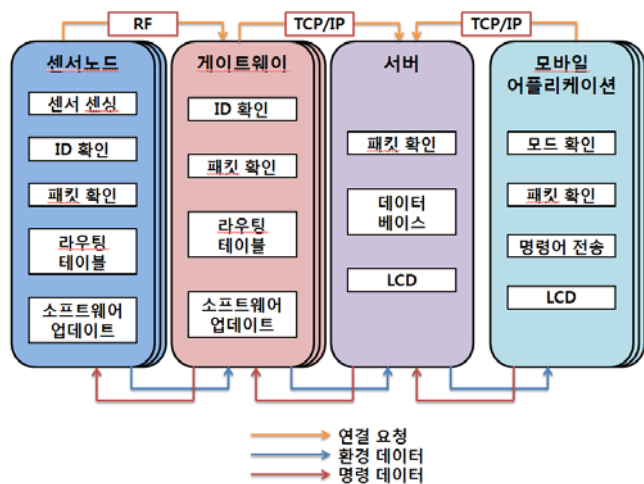 RF
TCP/IP
TCP/IP
센서노드
센서 센싱
ID 확인
패킷 확인
라우팅
테이블
소프트웨어
업데이트
게이트웨이
ID 확인
패킷 확인
라우팅
테이블
소프트웨어
업데이트
서버
패킷 확인
데이터
베이스
LCD
모바일
어플리케이션
모드 확인
패킷 확인
명령어 전송
LCD
연결 요청
환경 데이터
명령 데이터